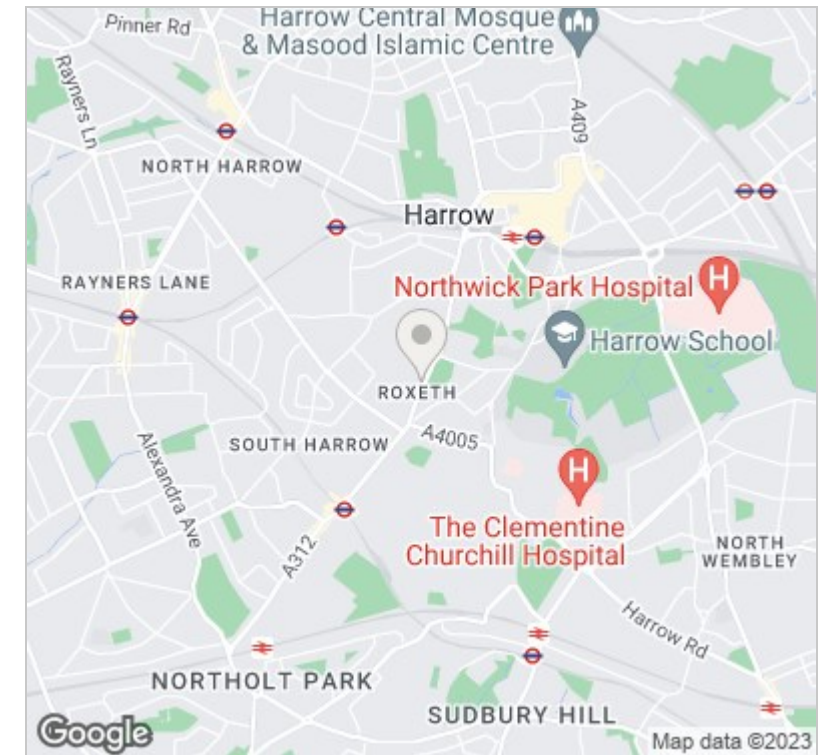 Harrow Central Mosque
& Masood Islamic Centre
Pinner Rd
Rayners Ln
A409
NORTH HARROW
Harrow
RAYNERS LANE
Northwick Park Hospital
H
Harrow School
ROXETH
A4005
SOUTH HARROW
Alexandra Ave
H
The Clementine
Churchill Hospital
A312
NORTH
WEMBLEY
Harrow Rd
NORTHOLT PARK
SUDBURY HILL
Google
Map data ©2023